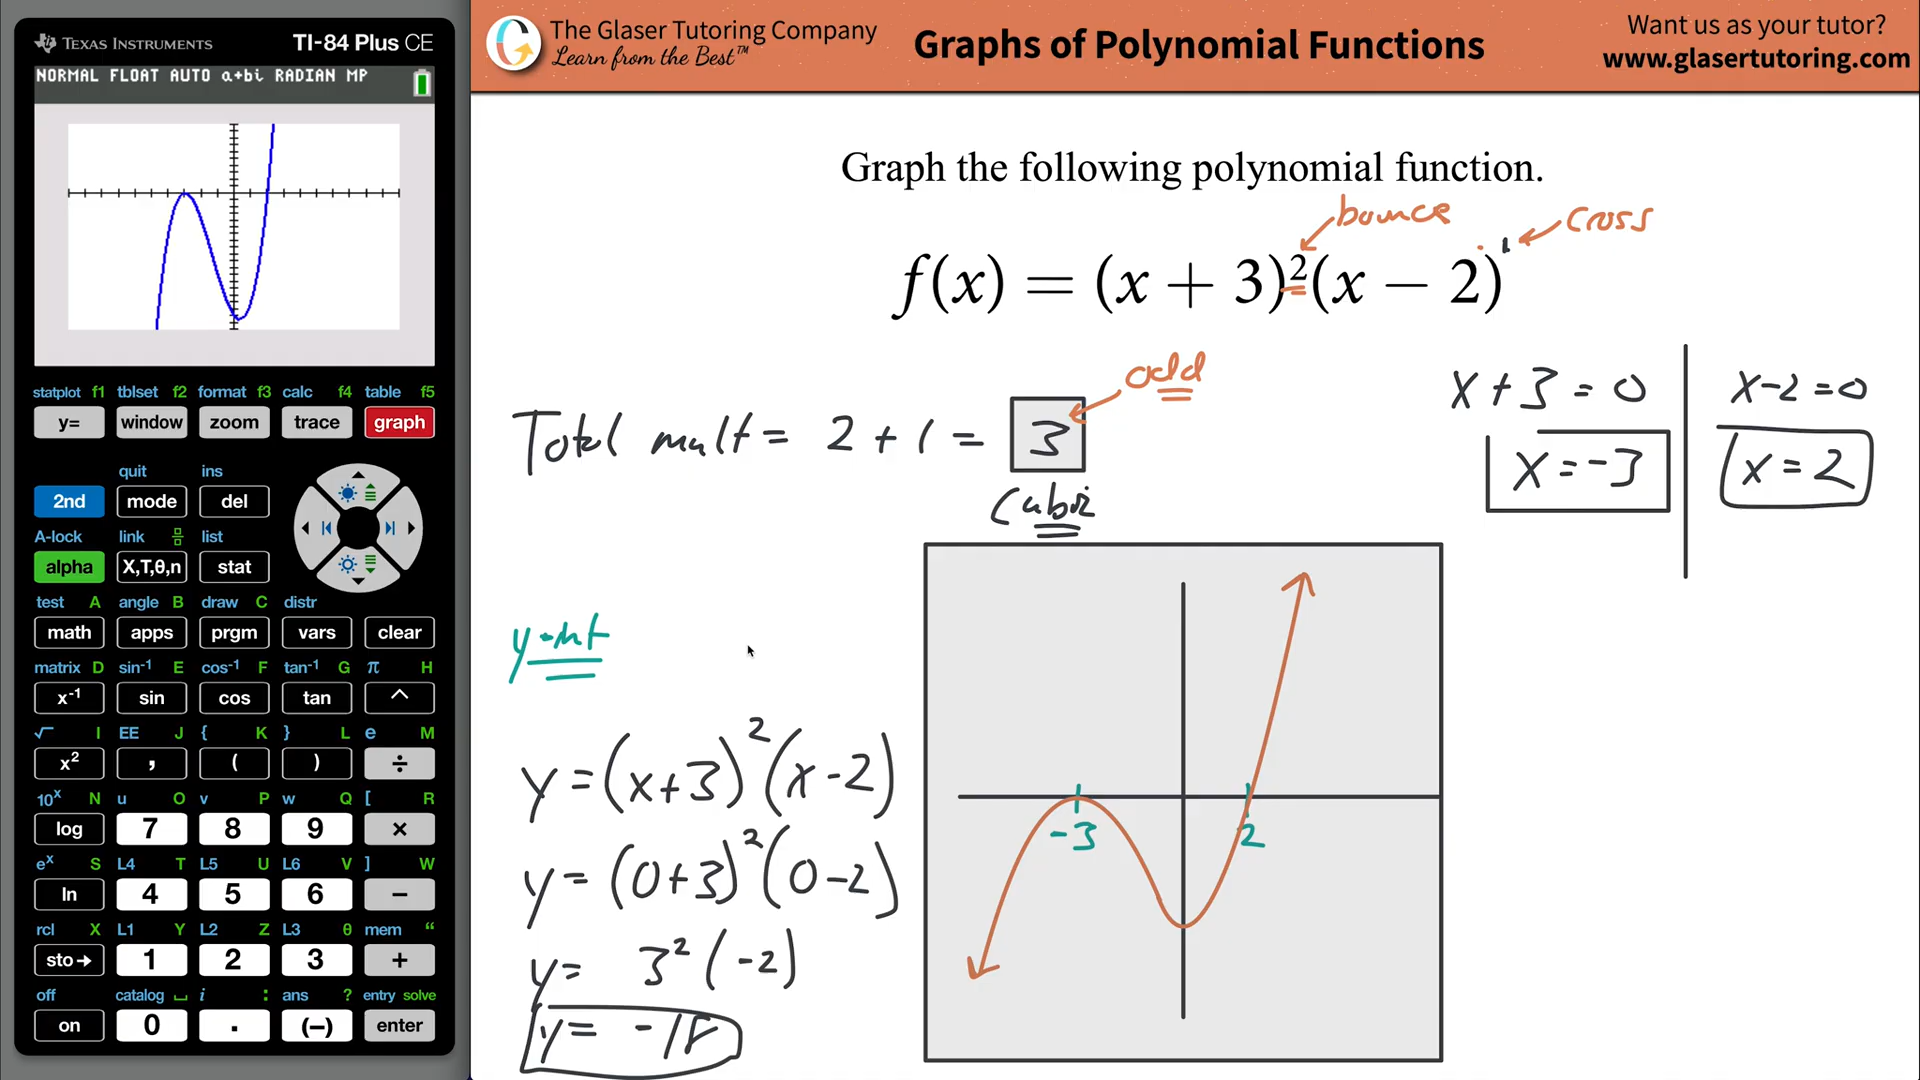 TEXAS INSTRUMENTS TI-84 Plus CE
NORMAL FLOAT AUTO a+bi RADIAN MP
statplot f1 tblset f2 format f3 calc f4 table f5
y= window zoom trace graph
quit ins
2nd mode del
A-lock link list
alpha X,T,θ,n stat
test A angle B draw C distr
math apps prgm vars clear
matrix D sin⁻¹ E cos⁻¹ F tan⁻¹ G π H
x⁻¹ sin cos tan ^
√ I EE J { K } L e M
x² , ( ) ÷
10ˣ N u O v P w Q [ R
log 7 8 9 ×
eˣ S L4 T L5 U L6 V ] W
ln 4 5 6 −
rcl X L1 Y L2 Z L3 θ mem "
sto→ 1 2 3 +
off catalog ⎵ i : ans ? entry solve
on 0 . (−) enter
The Glaser Tutoring Company
Learn from the Best™
Graphs of Polynomial Functions
Want us as your tutor?
www.glasertutoring.com
Graph the following polynomial function.
bounce
cross
f(x) = (x + 3)²(x − 2)¹
odd
Total mult = 2 + 1 = 3
Cubic
x + 3 = 0
x = -3
x - 2 = 0
x = 2
y-int
y = (x+3)²(x-2)
y = (0+3)²(0-2)
y = 3²(-2)
y = -18
-3 2